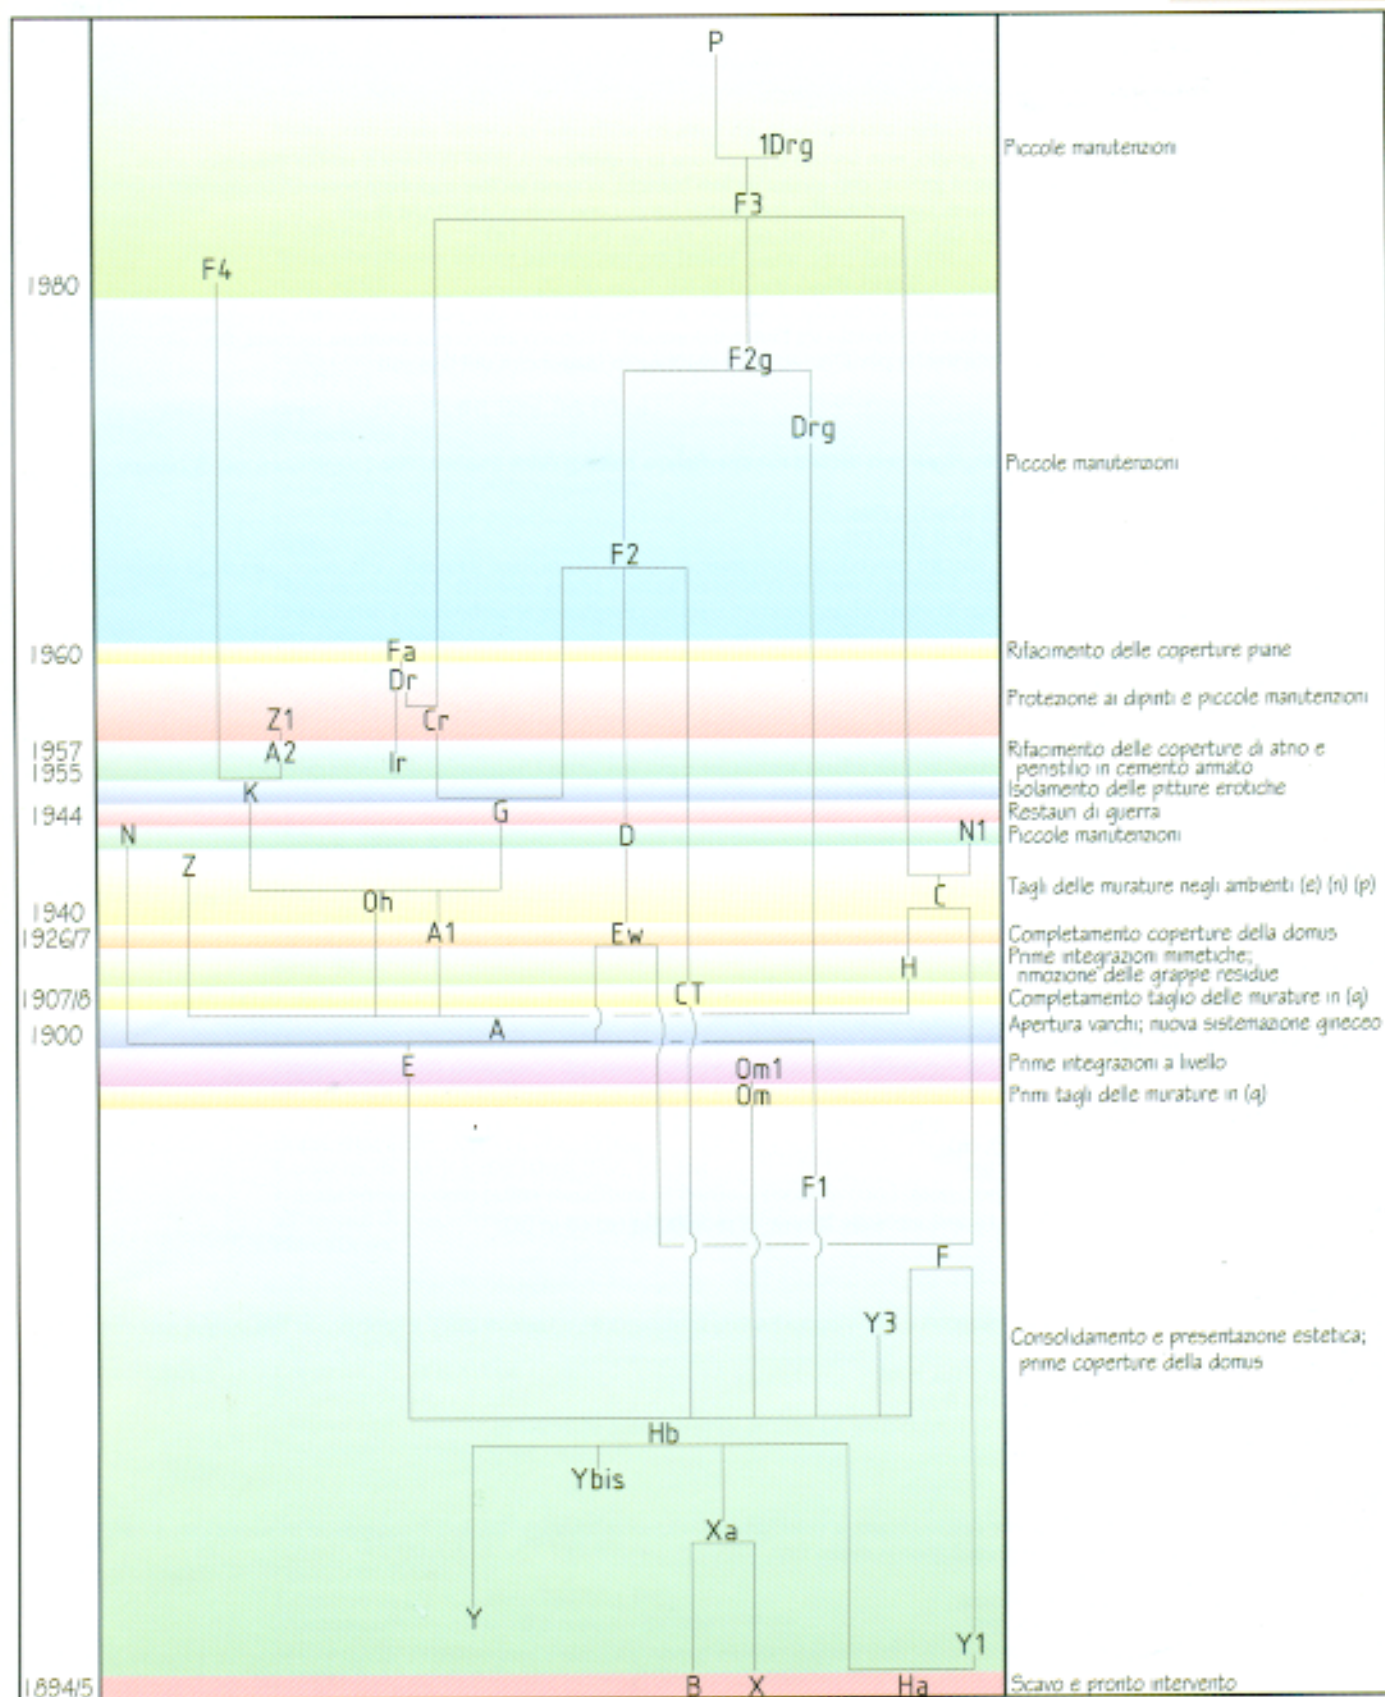 P
1Drg
Piccole manutenzioni
F3
F4
1980
F2g
Drg
Piccole manutenzioni
F2
1960
Fa
Rifacimento delle coperture piane
Dr
Protezione ai dipinti e piccole manutenzioni
Z1
Cr
1957
A2
Rifacimento delle coperture di atrio e
Ir
1955
peristilio in cemento armato
K
Isolamento delle pitture erotiche
1944
G
Restauri di guerra
N
D
N1
Piccole manutenzioni
Z
Oh
C
Tagli delle murature negli ambienti (e) (n) (p)
1940
A1
Ew
1926/7
Completamento coperture della domus
Prime integrazioni mimetiche;
H
rimozione delle grappe residue
1907/8
CT
Completamento taglio delle murature in (q)
1900
A
Apertura varchi; nuova sistemazione gineceo
E
Om1
Prime integrazioni a livello
Om
Primi tagli delle murature in (q)
F1
F
Y3
Consolidamento e presentazione estetica;
prime coperture della domus
Hb
Ybis
Xa
Y
Y1
1894/5
B
X
Ha
Scavo e pronto intervento